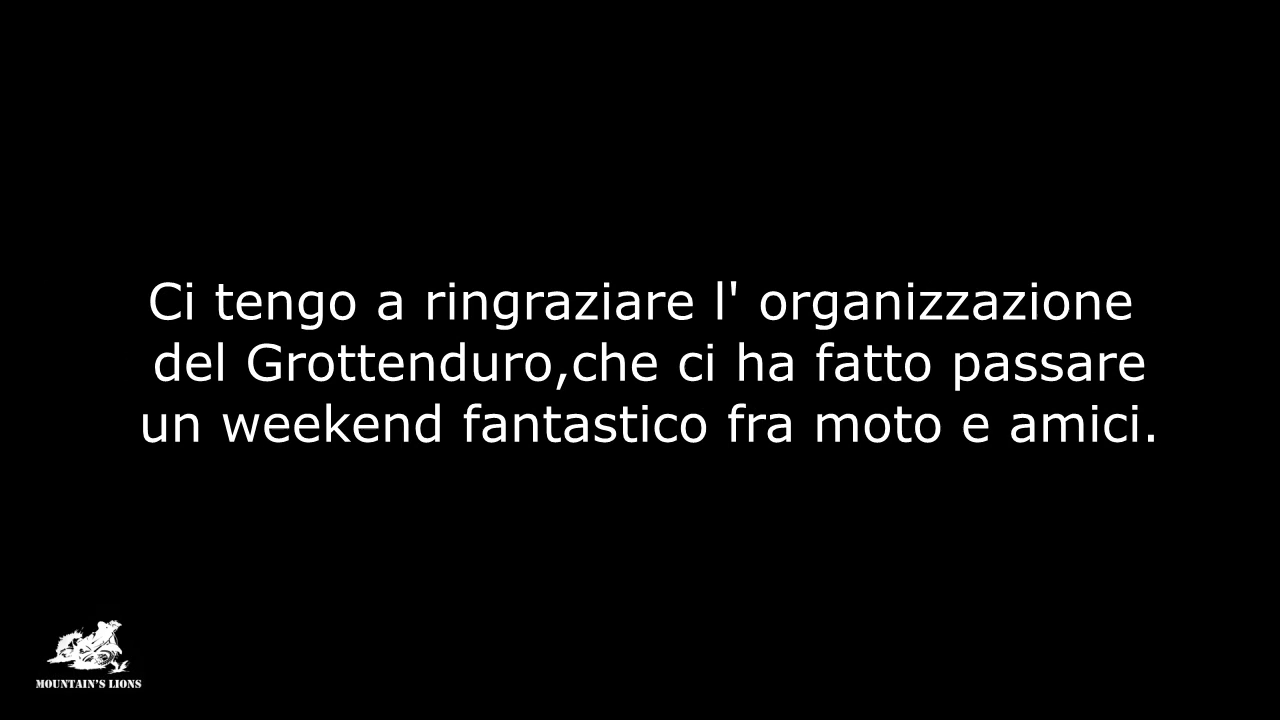 Ci tengo a ringraziare l' organizzazione
del Grottenduro,che ci ha fatto passare
un weekend fantastico fra moto e amici.
MOUNTAIN'S LIONS